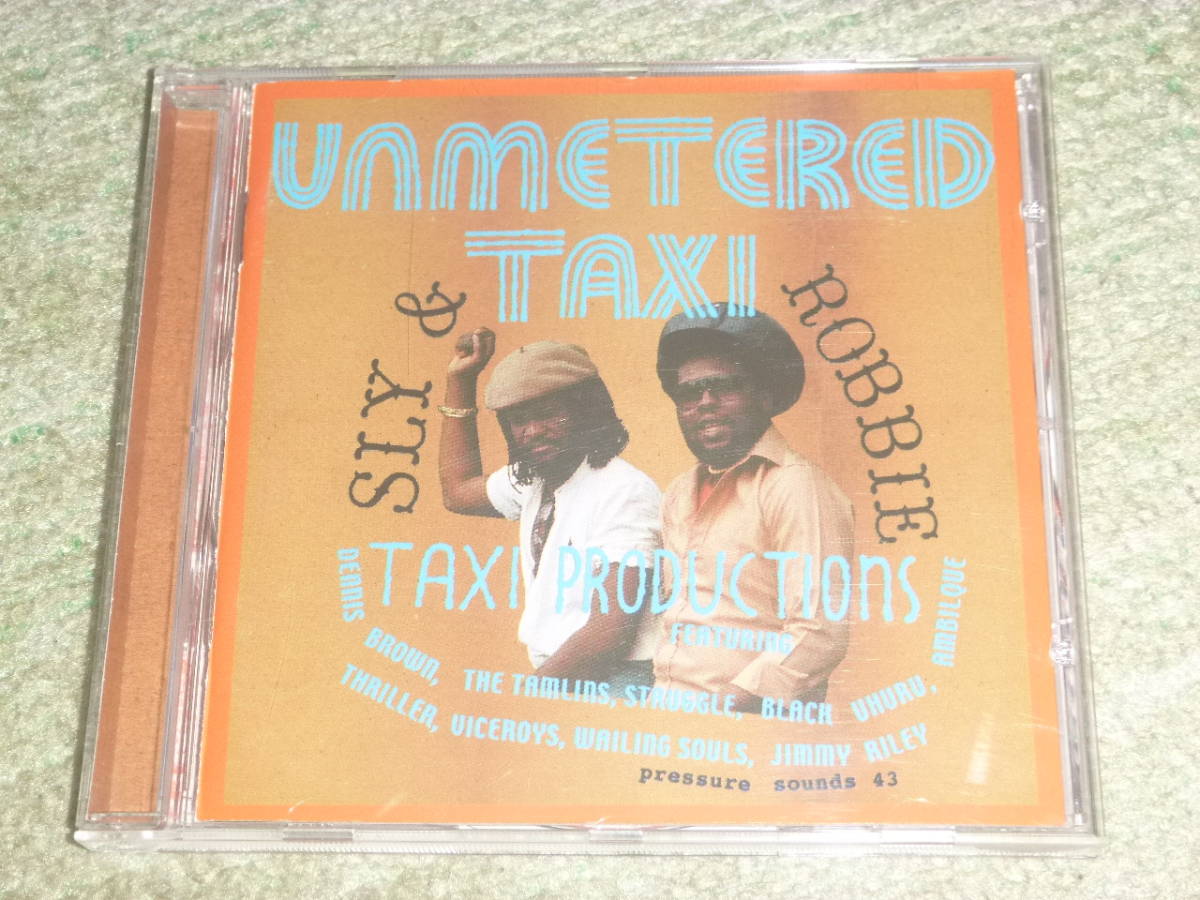 UNMETERED
TAXI
SLY & ROBBIE
TAXI PRODUCTIONS
FEATURING
DENNIS BROWN, THE TAMLINS, STRUGGLE, BLACK UHURU, AMBILQUE
THRILLER, VICEROYS, WAILING SOULS, JIMMY RILEY
pressure sounds 43